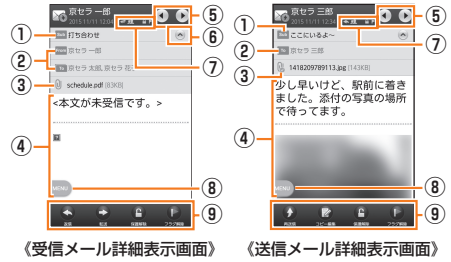 京セラ 一郎
2015 11/11 12:04
⑤
① Sub 打ち合わせ
⑥
② From 京セラ 一郎
⑦
To 京セラ 太郎,京セラ 花子
③ schedule.pdf (83KB)
<本文が未受信です。>
④
MENU
⑧
返信 転送 保護解除 フラグ解除
⑨
《受信メール詳細表示画面》
京セラ 三郎
2015 11/11 12:34
⑤
① Sub ここにいるよ～
⑦
② To 京セラ 三郎
③ 1418209789113.jpg (143KB)
少し早いけど、駅前に着き
ました。添付の写真の場所
で待ってます。
④
MENU
⑧
再送信 コピー編集 保護解除 フラグ解除
⑨
《送信メール詳細表示画面》